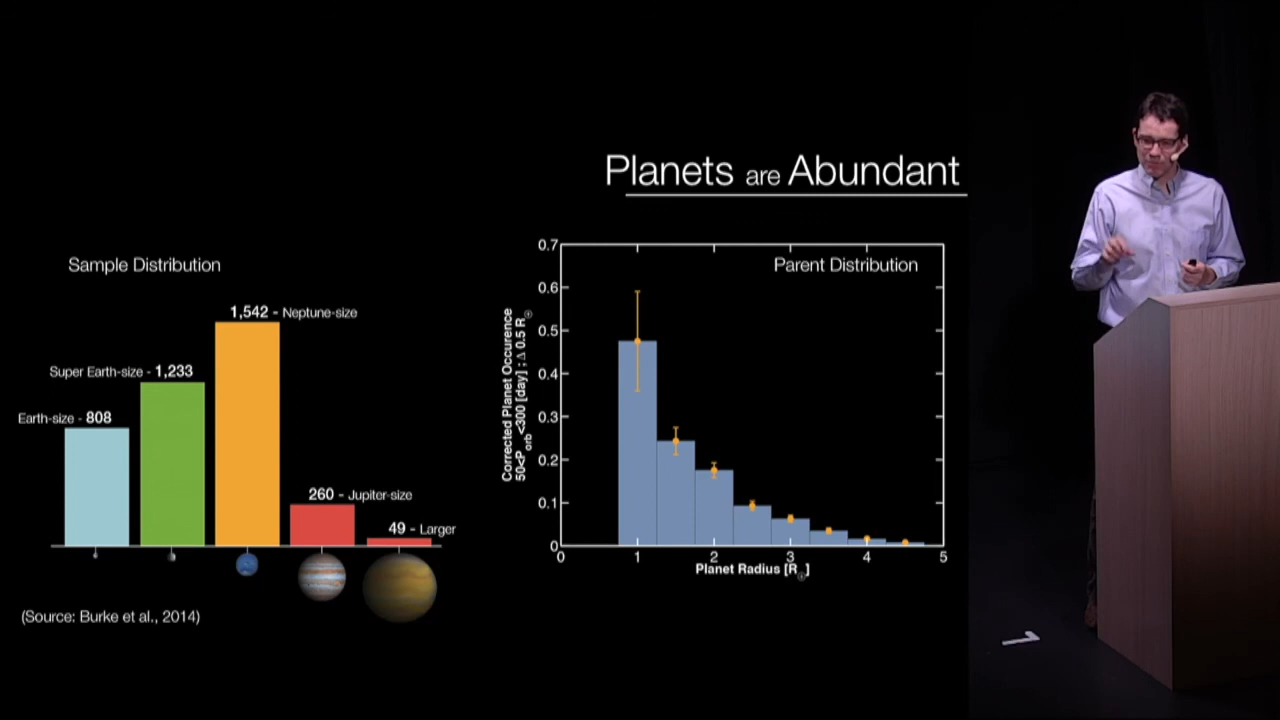 Planets are Abundant
Sample Distribution
1,542 - Neptune-size
Super Earth-size - 1,233
Earth-size - 808
260 - Jupiter-size
49 - Larger
(Source: Burke et al., 2014)
Parent Distribution
Corrected Planet Occurence
50<P_orb<300 [day] ; Δ 0.5 R_⊕
0.7
0.6
0.5
0.4
0.3
0.2
0.1
0
0 1 2 3 4 5
Planet Radius [R_⊕]